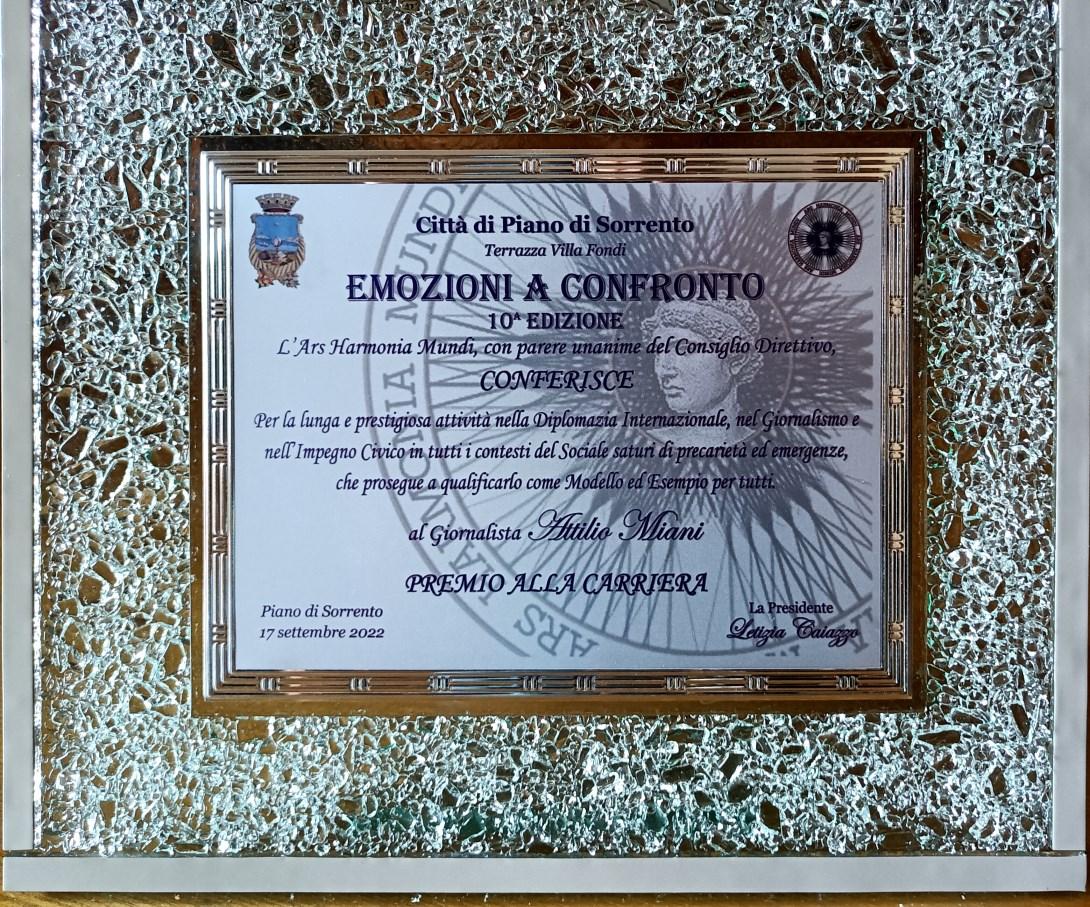 Città di Piano di Sorrento
Terrazza Villa Fondi
EMOZIONI A CONFRONTO
10ª EDIZIONE
L'Ars Harmonia Mundi, con parere unanime del Consiglio Direttivo,
CONFERISCE
Per la lunga e prestigiosa attività nella Diplomazia Internazionale, nel Giornalismo e
nell'Impegno Civico in tutti i contesti del Sociale saturi di precarietà ed emergenze,
che prosegue a qualificarlo come Modello ed Esempio per tutti.
al Giornalista Attilio Miani
PREMIO ALLA CARRIERA
Piano di Sorrento
17 settembre 2022
La Presidente
Letizia Caiazzo
ARS